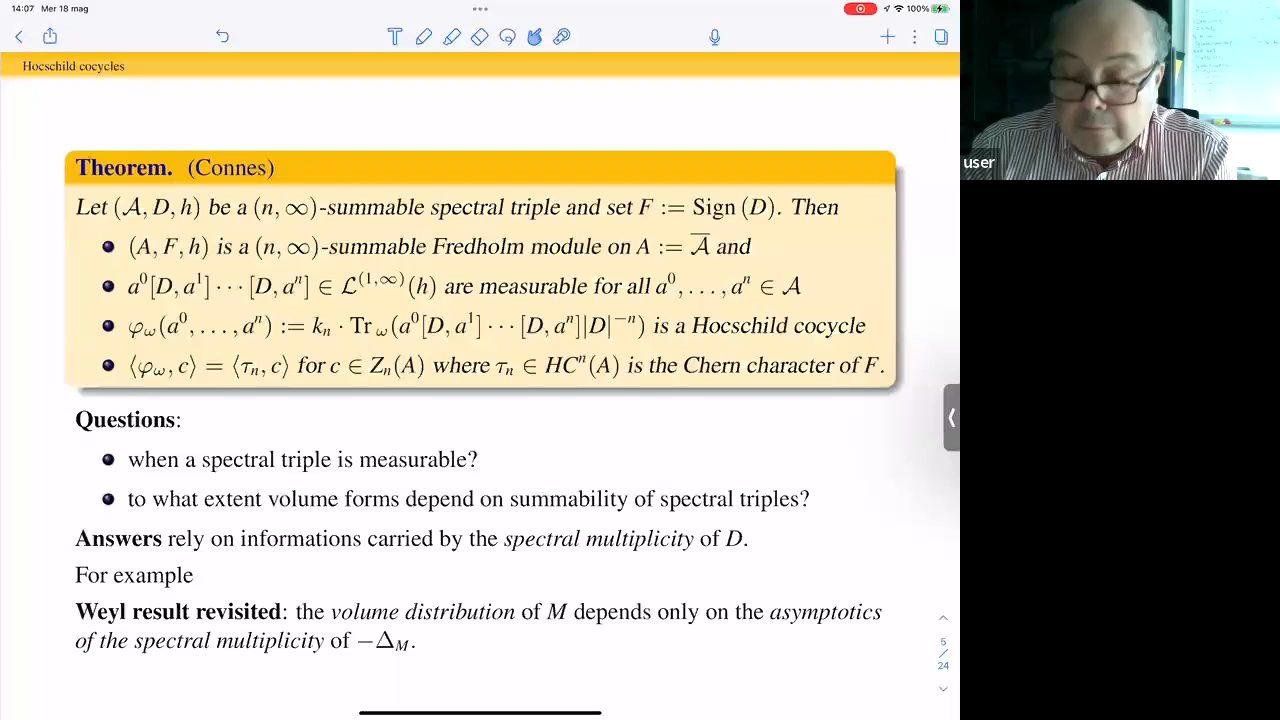 14:07 Mer 18 mag
100%
Hocschild cocycles
Theorem. (Connes)
Let (𝒜, D, h) be a (n, ∞)-summable spectral triple and set F := Sign (D). Then
(A, F, h) is a (n, ∞)-summable Fredholm module on A := 𝒜̅ and
a⁰[D, a¹] ⋯ [D, aⁿ] ∈ ℒ^(1,∞)(h) are measurable for all a⁰, . . . , aⁿ ∈ 𝒜
φ_ω(a⁰, . . . , aⁿ) := k_n · Tr_ω(a⁰[D, a¹] ⋯ [D, aⁿ]|D|⁻ⁿ) is a Hocschild cocycle
⟨φ_ω, c⟩ = ⟨τ_n, c⟩ for c ∈ Z_n(A) where τ_n ∈ HCⁿ(A) is the Chern character of F.
Questions:
when a spectral triple is measurable?
to what extent volume forms depend on summability of spectral triples?
Answers rely on informations carried by the spectral multiplicity of D.
For example
Weyl result revisited: the volume distribution of M depends only on the asymptotics
of the spectral multiplicity of −Δ_M.
5
/
24
user